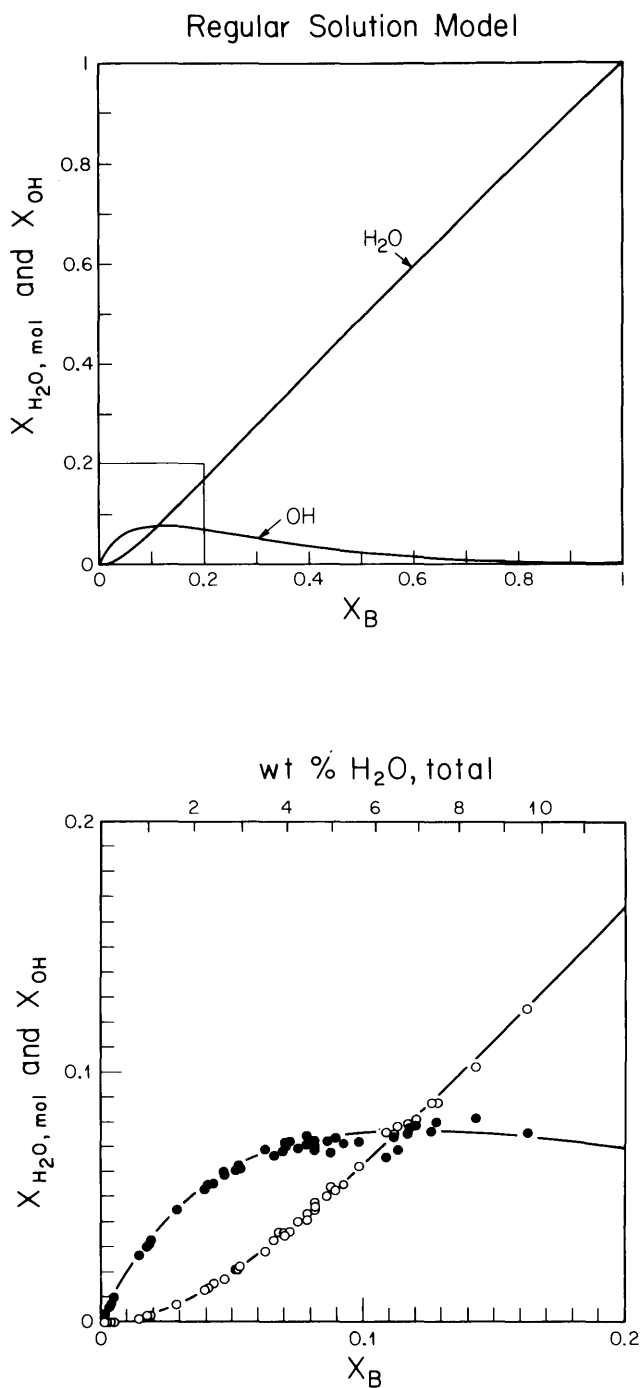 Regular Solution Model
1
0.8
0.6
0.4
0.2
0
X_H2O, mol and X_OH
H2O
OH
0 0.2 0.4 0.6 0.8 1
X_B
wt % H2O, total
2 4 6 8 10
0.2
0.1
0
X_H2O, mol and X_OH
0 0.1 0.2
X_B